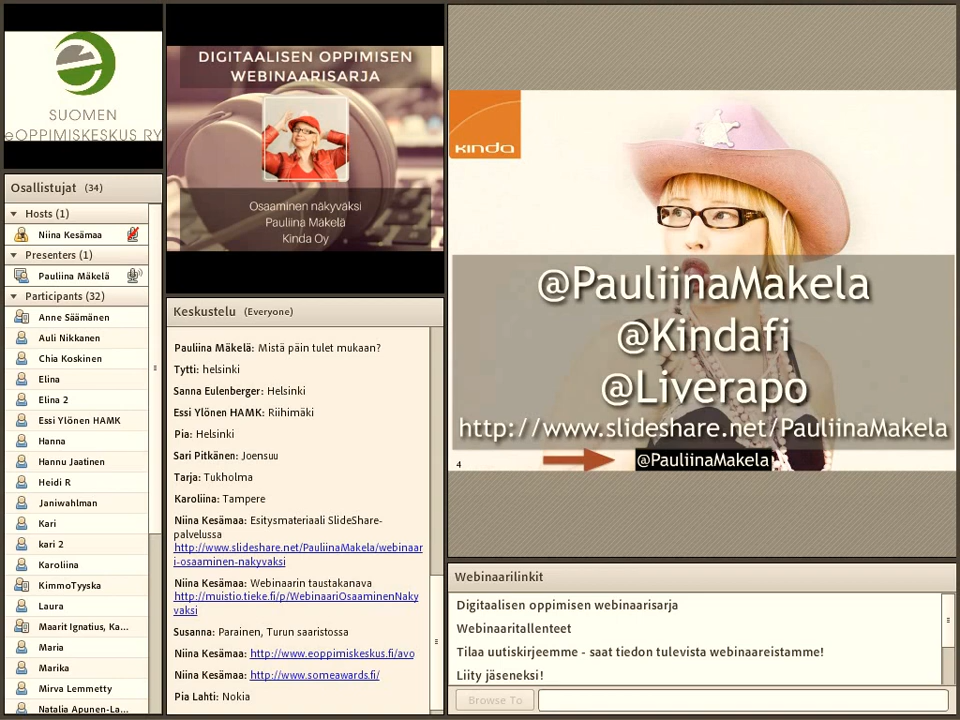 SUOMEN
eOPPIMISKESKUS RY
Osallistujat (34)
Hosts (1)
Niina Kesämaa
Presenters (1)
Pauliina Mäkelä
Participants (32)
Anne Säämänen
Auli Nikkanen
Chia Koskinen
Elina
Elina 2
Essi Ylönen HAMK
Hanna
Hannu Jaatinen
Heidi R
Janiwahlman
Kari
kari 2
Karoliina
KimmoTyyska
Laura
Maarit Ignatius, Ka...
Maria
Marika
Mirva Lemmetty
Natalia Apunen-La...
DIGITAALISEN OPPIMISEN
WEBINAARISARJA
Osaaminen näkyväksi
Pauliina Mäkelä
Kinda Oy
Keskustelu (Everyone)
Pauliina Mäkelä: Mistä päin tulet mukaan?
Tytti: helsinki
Sanna Eulenberger: Helsinki
Essi Ylönen HAMK: Riihimäki
Pia: Helsinki
Sari Pitkänen: Joensuu
Tarja: Tukholma
Karoliina: Tampere
Niina Kesämaa: Esitysmateriaali SlideShare-
palvelussa
http://www.slideshare.net/PauliinaMakela/webinaar
i-osaaminen-nakyvaksi
Niina Kesämaa: Webinaarin taustakanava
http://muistio.tieke.fi/p/WebinaariOsaaminenNaky
vaksi
Susanna: Parainen, Turun saaristossa
Niina Kesämaa: http://www.eoppimiskeskus.fi/avo
Niina Kesämaa: http://www.someawards.fi/
Pia Lahti: Nokia
kinda
@PauliinaMakela
@Kindafi
@Liverapo
http://www.slideshare.net/PauliinaMakela
4
@PauliinaMakela
Webinaarilinkit
Digitaalisen oppimisen webinaarisarja
Webinaaritallenteet
Tilaa uutiskirjeemme - saat tiedon tulevista webinaareistamme!
Liity jäseneksi!
Browse To